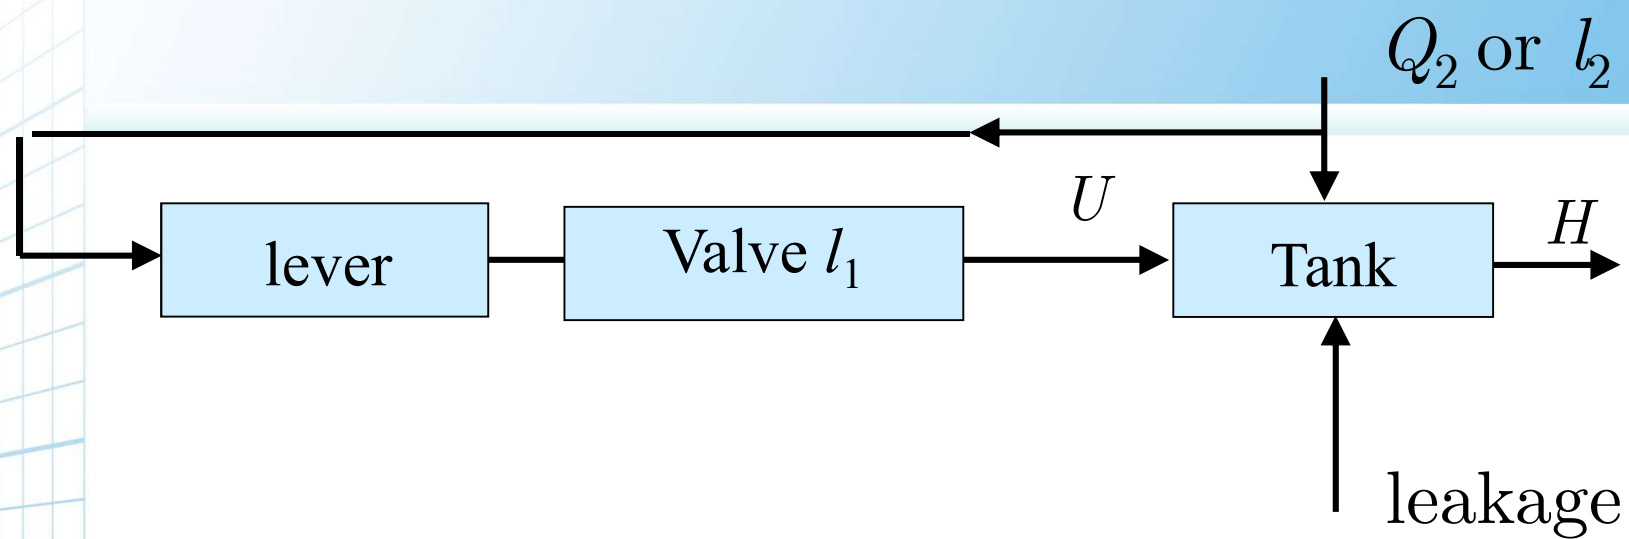 Q₂ or l₂
U
H
lever
Valve l₁
Tank
leakage